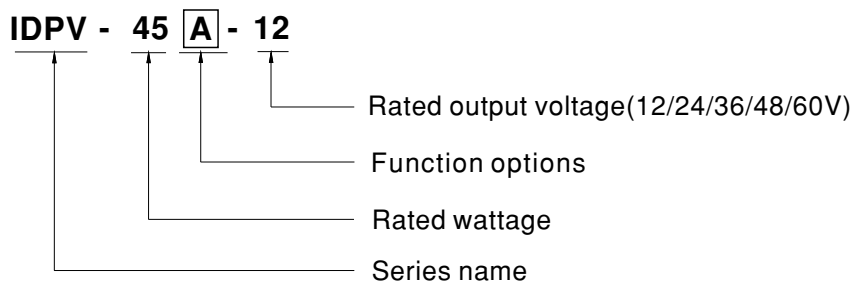 IDPV - 45 A - 12
Rated output voltage(12/24/36/48/60V)
Function options
Rated wattage
Series name